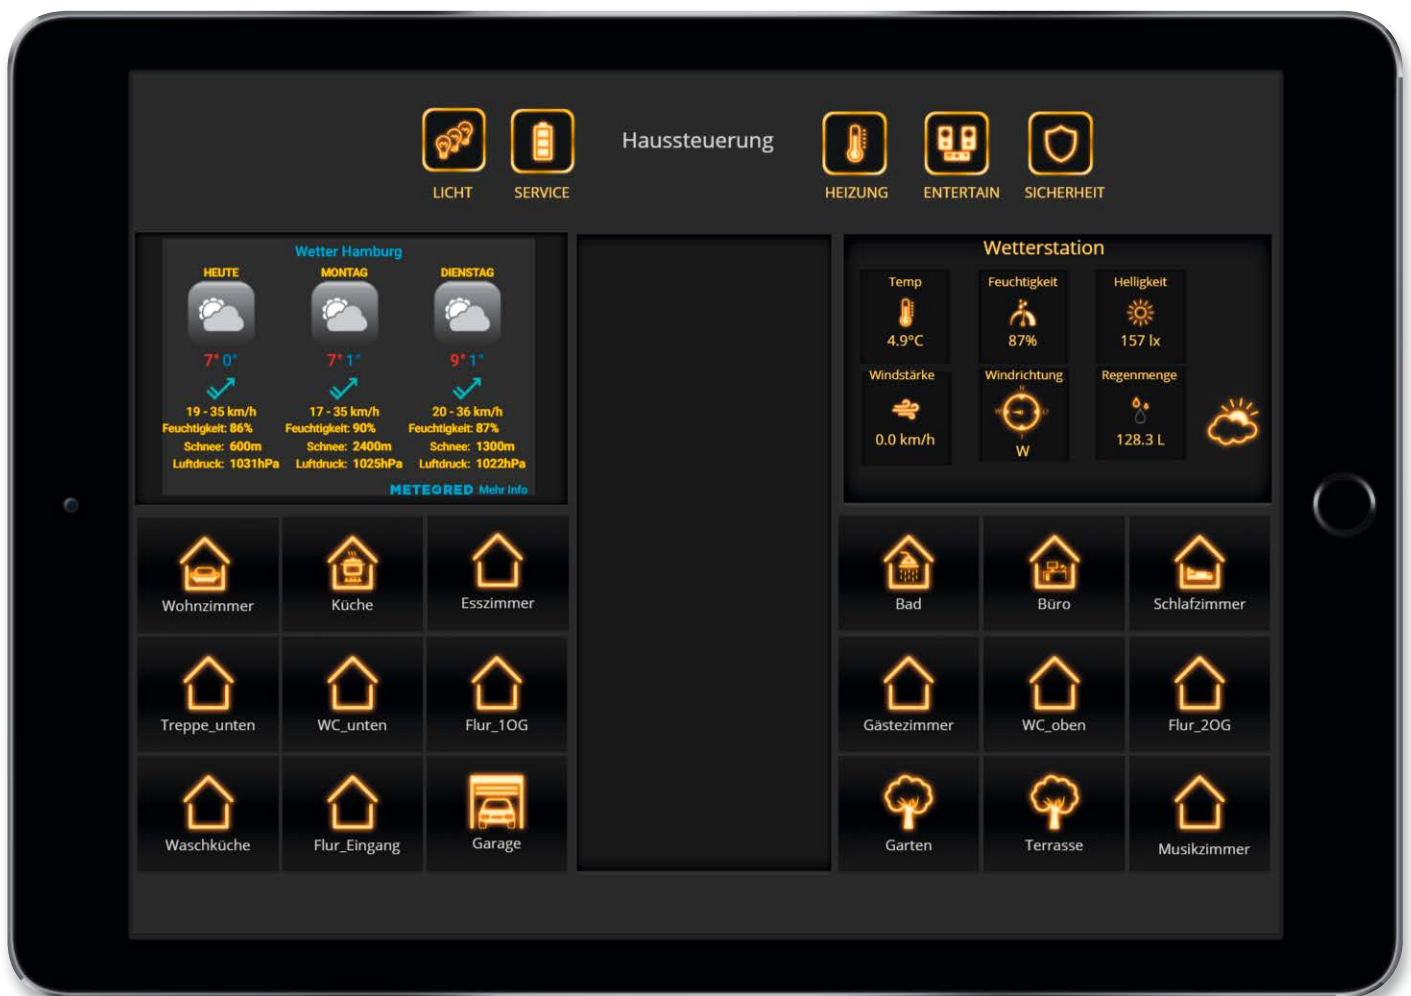 Haussteuerung
LICHT
SERVICE
HEIZUNG
ENTERTAIN
SICHERHEIT
Wetter Hamburg
HEUTE
MONTAG
DIENSTAG
7° 0°
7° 1°
9° 1°
19 - 35 km/h
17 - 35 km/h
20 - 36 km/h
Feuchtigkeit: 86%
Feuchtigkeit: 90%
Feuchtigkeit: 87%
Schnee: 600m
Schnee: 2400m
Schnee: 1300m
Luftdruck: 1031hPa
Luftdruck: 1025hPa
Luftdruck: 1022hPa
METEORED Mehr Info
Wetterstation
Temp
Feuchtigkeit
Helligkeit
4.9°C
87%
157 lx
Windstärke
Windrichtung
Regenmenge
N
W
O
0.0 km/h
W
128.3 L
Wohnzimmer
Küche
Esszimmer
Treppe_unten
WC_unten
Flur_1OG
Waschküche
Flur_Eingang
Garage
Bad
Büro
Schlafzimmer
Gästezimmer
WC_oben
Flur_2OG
Garten
Terrasse
Musikzimmer